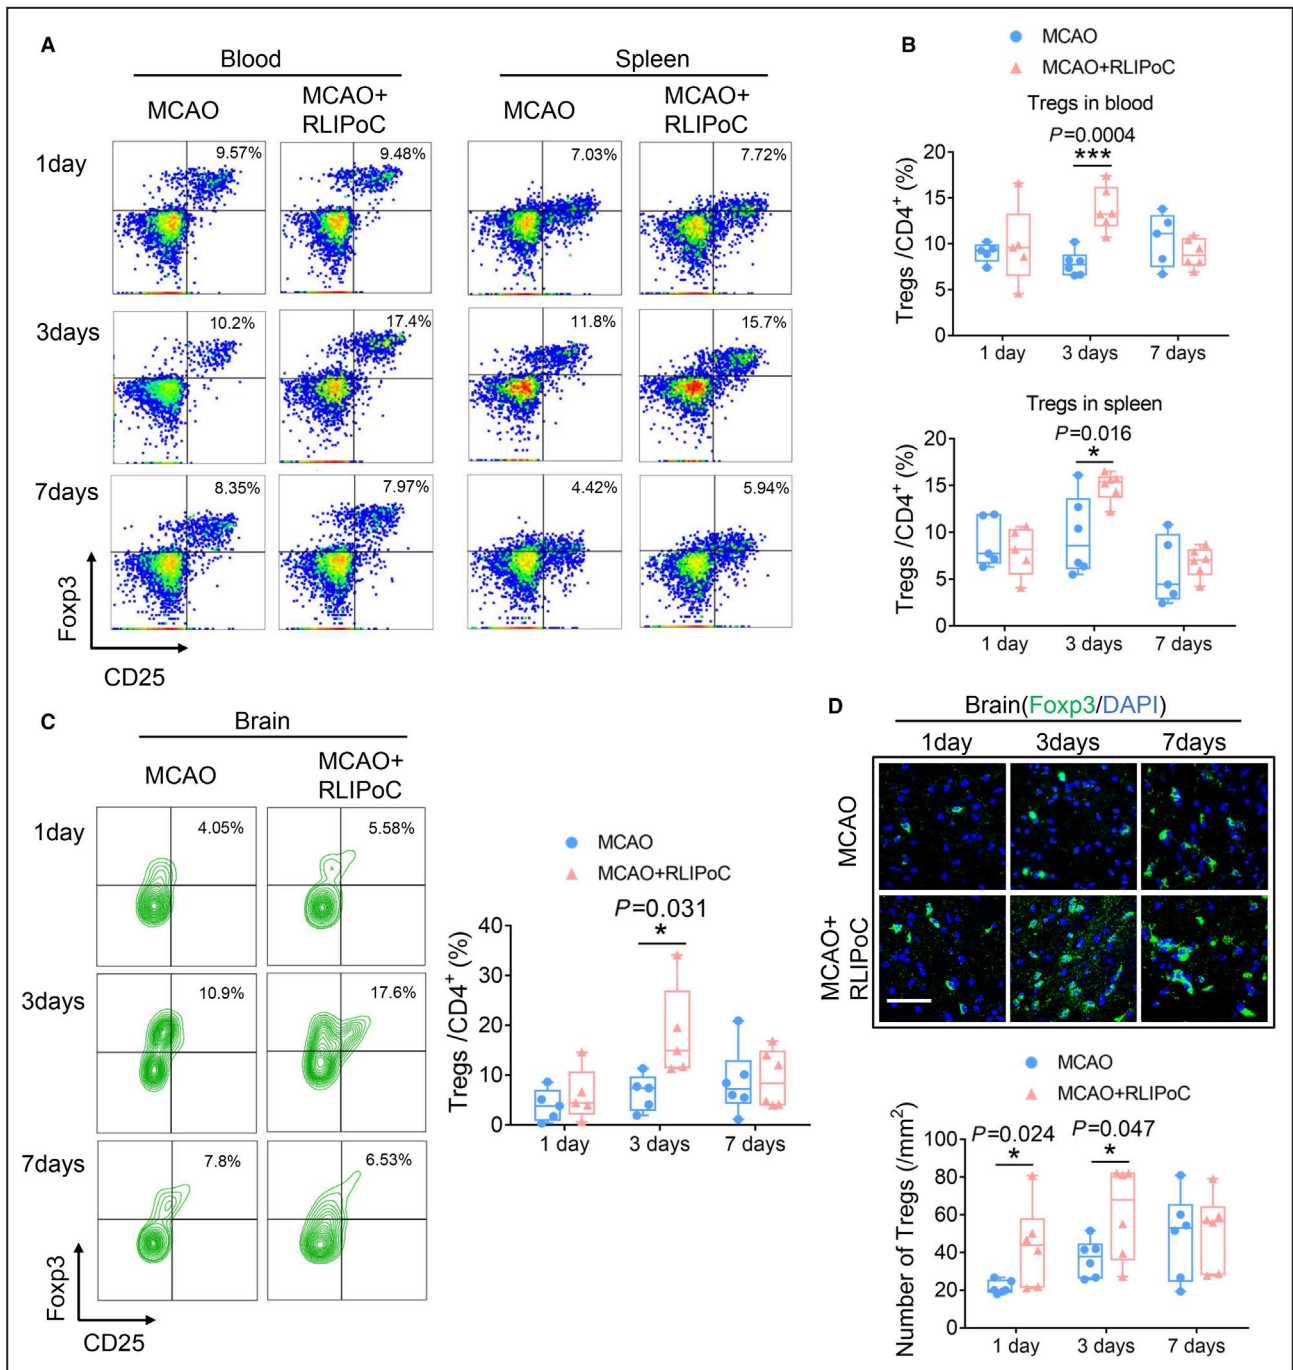 A
Blood
Spleen
MCAO
MCAO+
RLIPoC
MCAO
MCAO+
RLIPoC
1day
9.57%
9.48%
7.03%
7.72%
3days
10.2%
17.4%
11.8%
15.7%
7days
8.35%
7.97%
4.42%
5.94%
Foxp3
CD25
B
MCAO
MCAO+RLIPoC
Tregs in blood
P=0.0004
***
Tregs /CD4+ (%)
20
15
10
5
0
1 day
3 days
7 days
Tregs in spleen
P=0.016
*
Tregs /CD4+ (%)
20
15
10
5
0
1 day
3 days
7 days
C
Brain
MCAO
MCAO+
RLIPoC
1day
4.05%
5.58%
3days
10.9%
17.6%
7days
7.8%
6.53%
Foxp3
CD25
MCAO
MCAO+RLIPoC
P=0.031
*
Tregs /CD4+ (%)
40
30
20
10
0
1 day
3 days
7 days
D
Brain(Foxp3/DAPI)
1day
3days
7days
MCAO
MCAO+
RLIPoC
MCAO
MCAO+RLIPoC
P=0.024
P=0.047
*
*
Number of Tregs (/mm2)
100
80
60
40
20
0
1 day
3 days
7 days